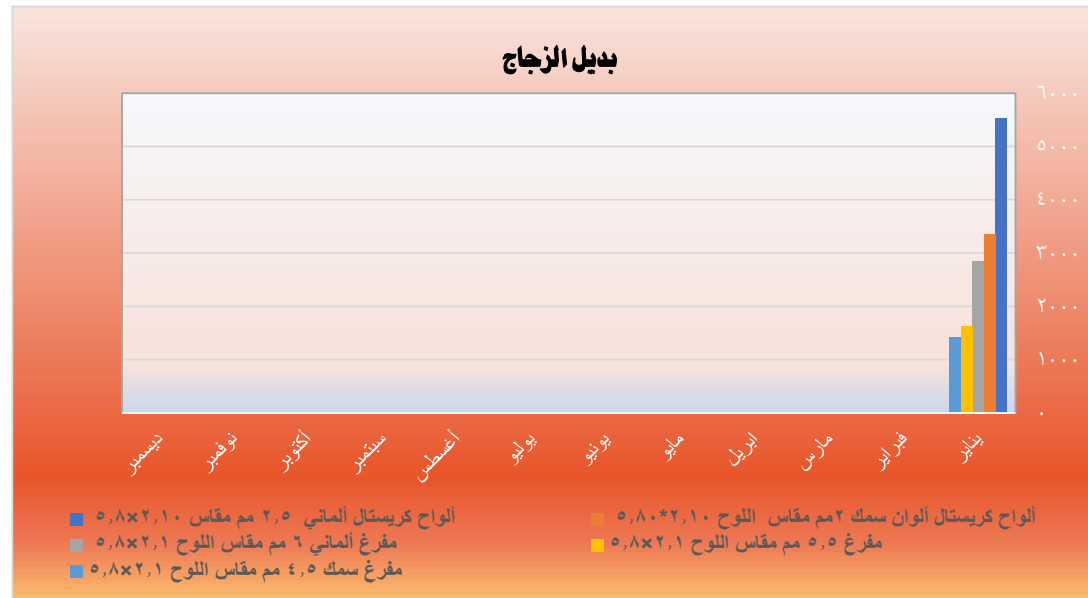 بديل الزجاج
٦٠٠٠
٥٠٠٠
٤٠٠٠
٣٠٠٠
٢٠٠٠
١٠٠٠
٠
يناير
فبراير
مارس
ابريل
مايو
يونيو
يوليو
أغسطس
سبتمبر
أكتوبر
نوفمبر
ديسمبر
ألواح كريستال ألوان سمك ٢مم مقاس اللوح ٢,١٠*٥,٨٠
ألواح كريستال ألماني ٢,٥ مم مقاس ٢,١٠×٥,٨
مفرغ ٥,٥ مم مقاس اللوح ٢,١×٥,٨
مفرغ ألماني ٦ مم مقاس اللوح ٢,١×٥,٨
مفرغ سمك ٤,٥ مم مقاس اللوح ٢,١×٥,٨